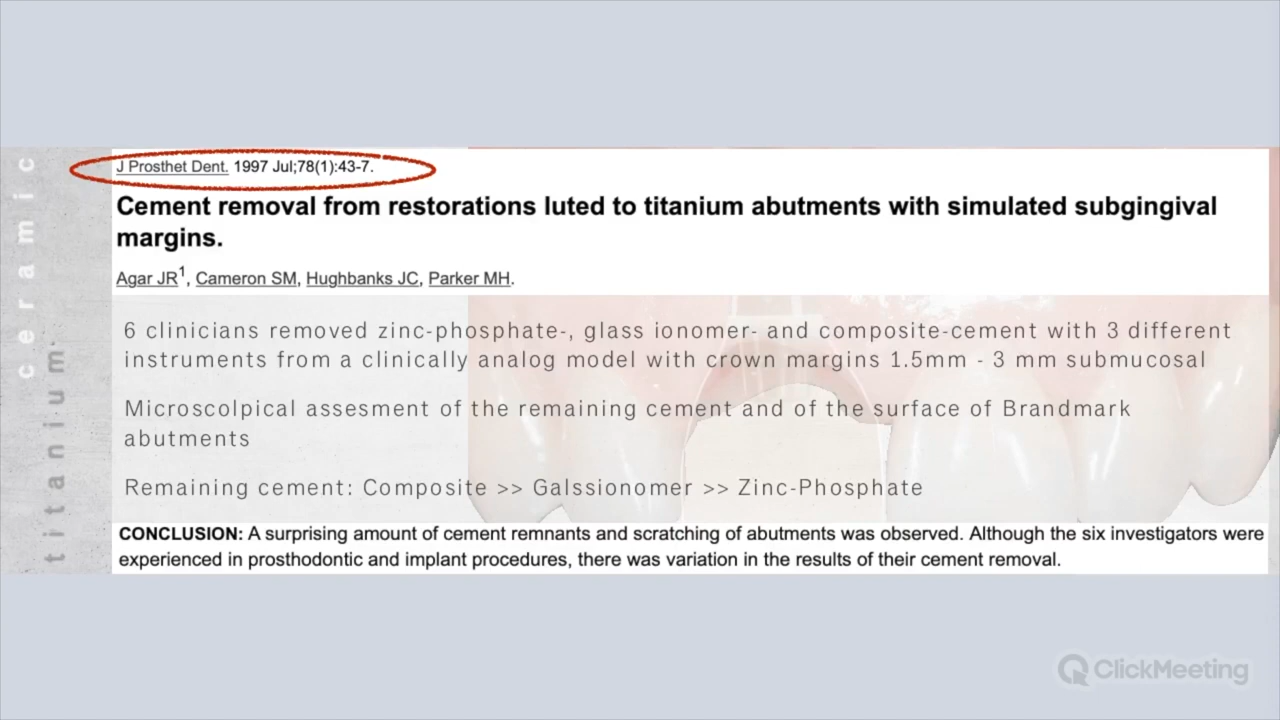 ceramic
titanium
J Prosthet Dent. 1997 Jul;78(1):43-7.
Cement removal from restorations luted to titanium abutments with simulated subgingival
margins.
Agar JR1, Cameron SM, Hughbanks JC, Parker MH.
6 clinicians removed zinc-phosphate-, glass ionomer- and composite-cement with 3 different
instruments from a clinically analog model with crown margins 1.5mm - 3 mm submucosal
Microscolpical assesment of the remaining cement and of the surface of Brandmark
abutments
Remaining cement: Composite >> Galssionomer >> Zinc-Phosphate
CONCLUSION: A surprising amount of cement remnants and scratching of abutments was observed. Although the six investigators were
experienced in prosthodontic and implant procedures, there was variation in the results of their cement removal.
ClickMeeting